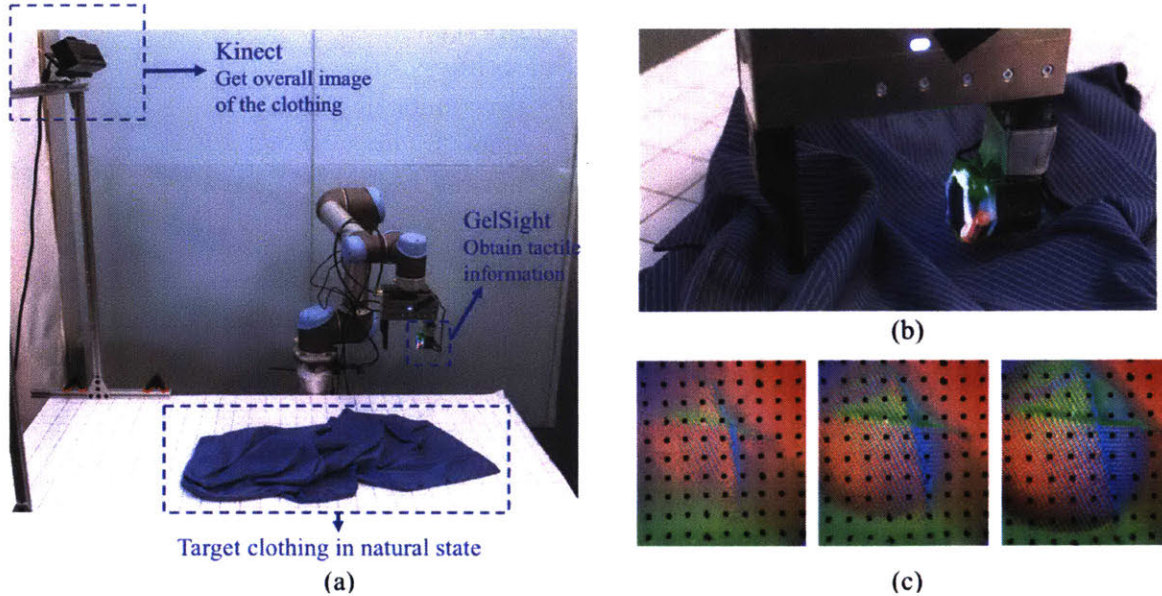 Kinect
Get overall image
of the clothing
GelSight
Obtain tactile
information
Target clothing in natural state
(a)
(b)
(c)